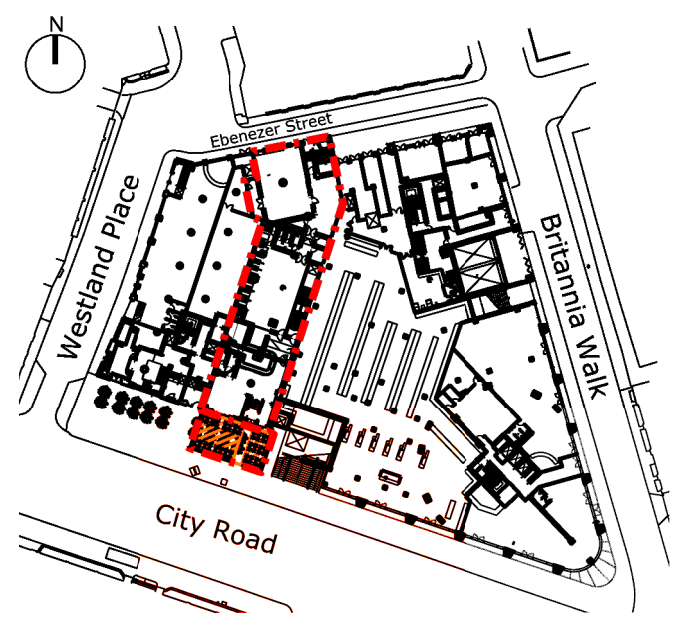 N
Ebenezer Street
Westland Place
Britannia Walk
City Road